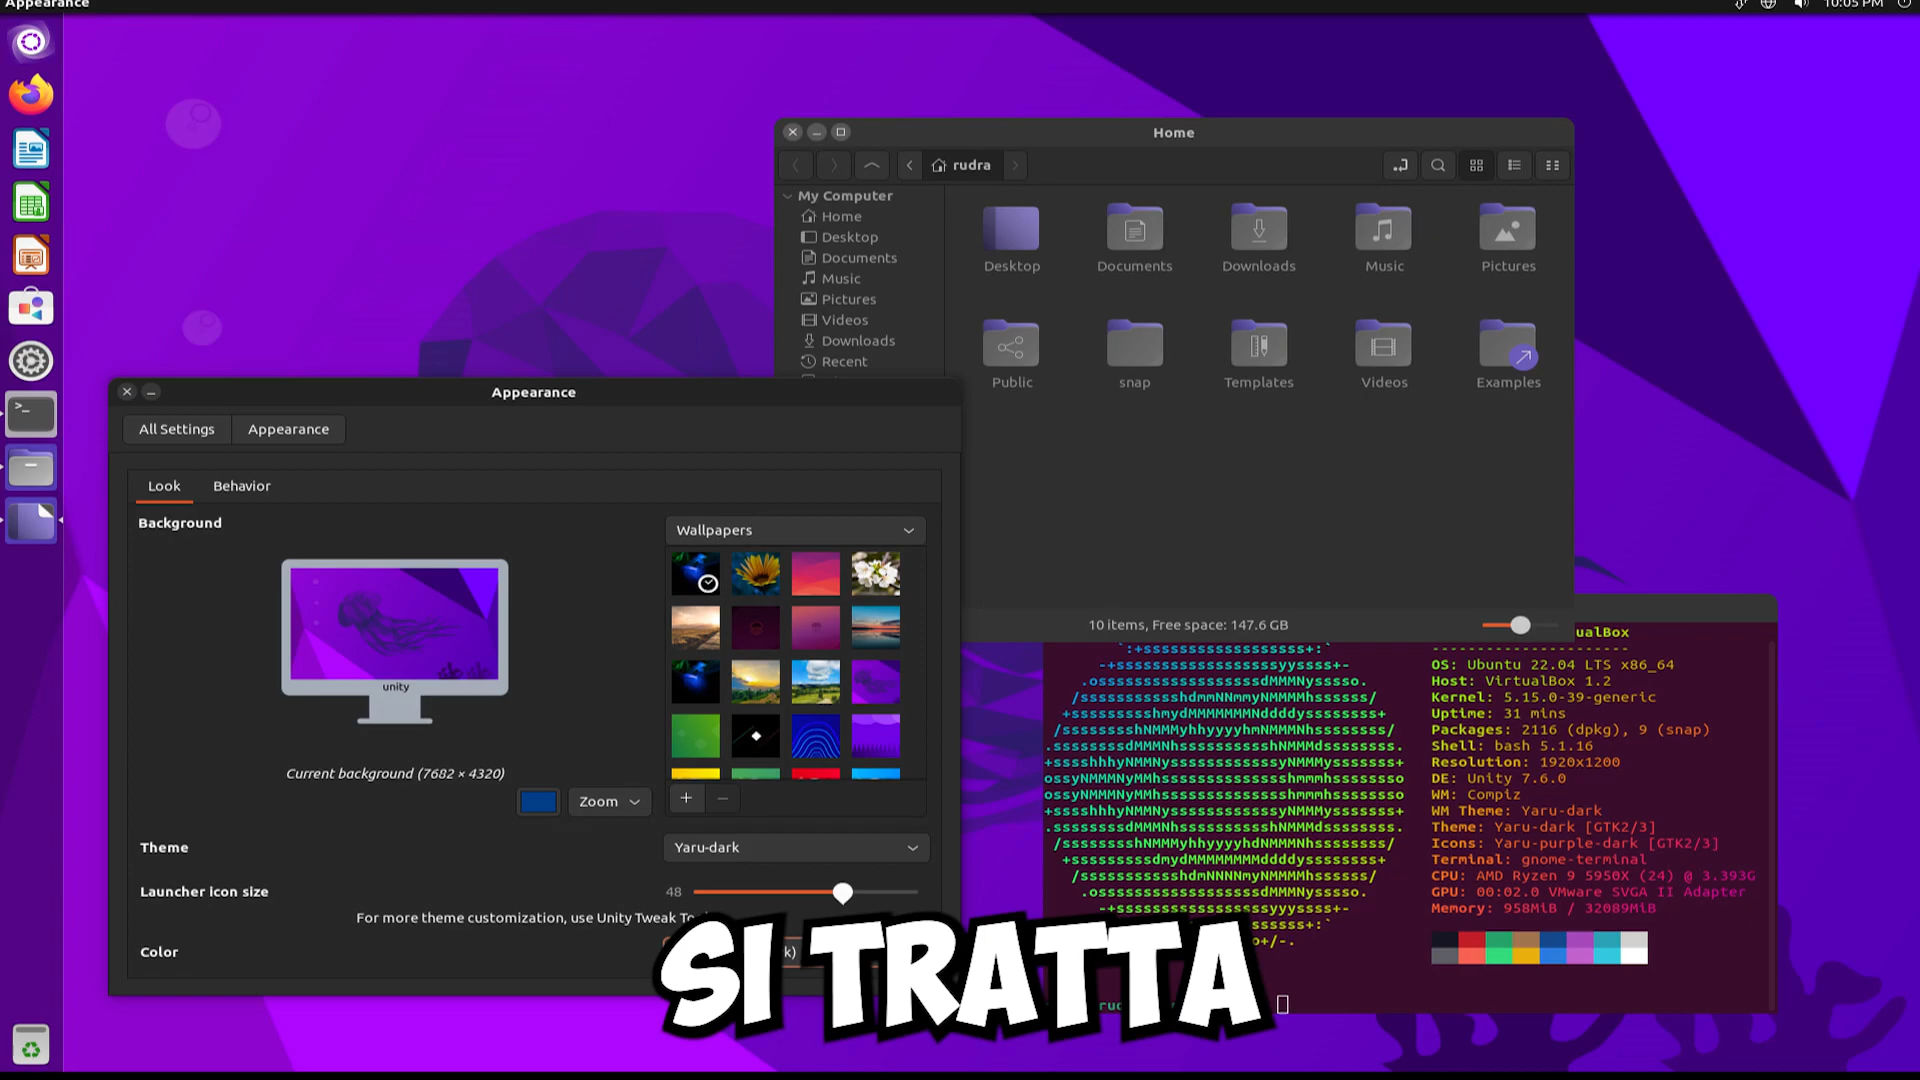 Appearance
10:05 PM
Home
rudra
My Computer
Home
Desktop
Documents
Music
Pictures
Videos
Downloads
Recent
Desktop
Documents
Downloads
Music
Pictures
Public
snap
Templates
Videos
Examples
10 items, Free space: 147.6 GB
Appearance
All Settings
Appearance
Look
Behavior
Background
Wallpapers
unity
Current background (7682 × 4320)
Zoom
Theme
Yaru-dark
Launcher icon size
48
For more theme customization, use Unity Tweak
Color
k)
ualBox
-----------------------
OS: Ubuntu 22.04 LTS x86_64
Host: VirtualBox 1.2
Kernel: 5.15.0-39-generic
Uptime: 31 mins
Packages: 2116 (dpkg), 9 (snap)
Shell: bash 5.1.16
Resolution: 1920x1200
DE: Unity 7.6.0
WM: Compiz
WM Theme: Yaru-dark
Theme: Yaru-dark [GTK2/3]
Icons: Yaru-purple-dark [GTK2/3]
Terminal: gnome-terminal
CPU: AMD Ryzen 9 5950X (24) @ 3.393G
GPU: 00:02.0 VMware SVGA II Adapter
Memory: 958MiB / 32089MiB
SI TRATTA